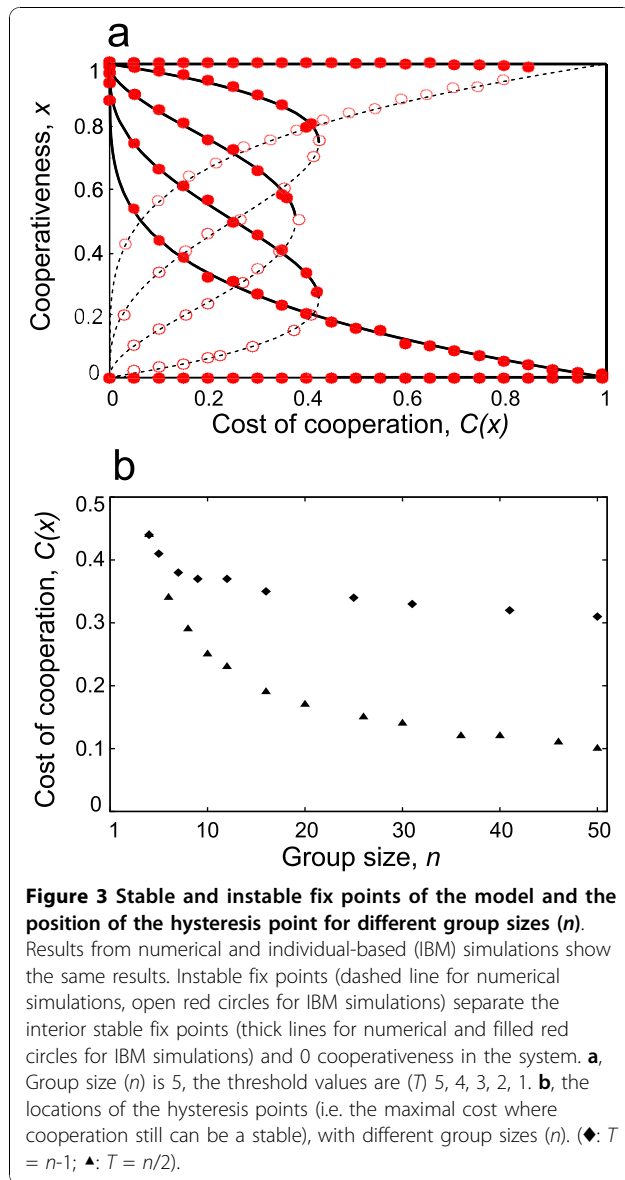 a
1
0.8
0.6
0.4
0.2
0
Cooperativeness, x
0 0.2 0.4 0.6 0.8 1
Cost of cooperation, C(x)
b
0.5
0.4
0.3
0.2
0.1
0
Cost of cooperation, C(x)
1 10 20 30 40 50
Group size, n
Figure 3 Stable and instable fix points of the model and the
position of the hysteresis point for different group sizes (n).
Results from numerical and individual-based (IBM) simulations show
the same results. Instable fix points (dashed line for numerical
simulations, open red circles for IBM simulations) separate the
interior stable fix points (thick lines for numerical and filled red
circles for IBM simulations) and 0 cooperativeness in the system. a,
Group size (n) is 5, the threshold values are (T) 5, 4, 3, 2, 1. b, the
locations of the hysteresis points (i.e. the maximal cost where
cooperation still can be a stable), with different group sizes (n). (♦: T
= n-1; ▲: T = n/2).